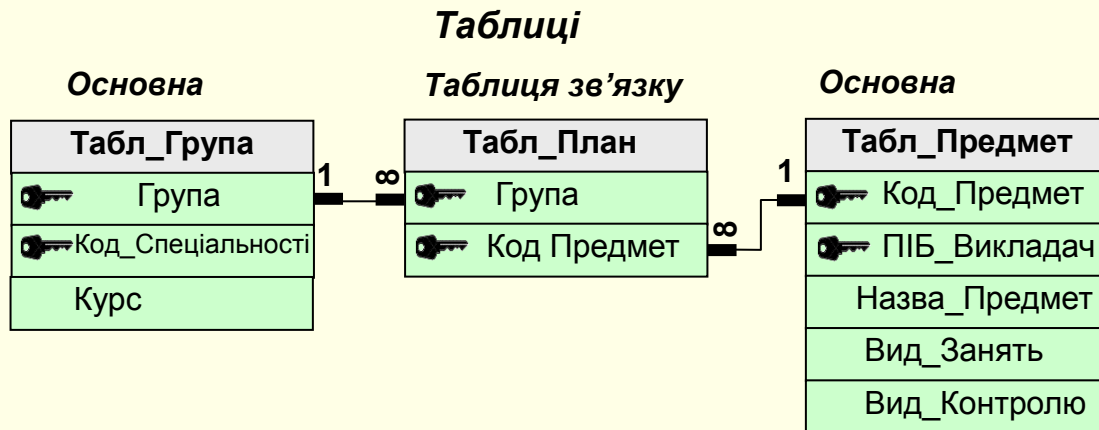 Таблиці
Основна
Таблиця зв’язку
Основна
Табл_Група
Група
Код_Спеціальності
Курс
1
∞
Табл_План
Група
Код Предмет
∞
1
Табл_Предмет
Код_Предмет
ПІБ_Викладач
Назва_Предмет
Вид_Занять
Вид_Контролю